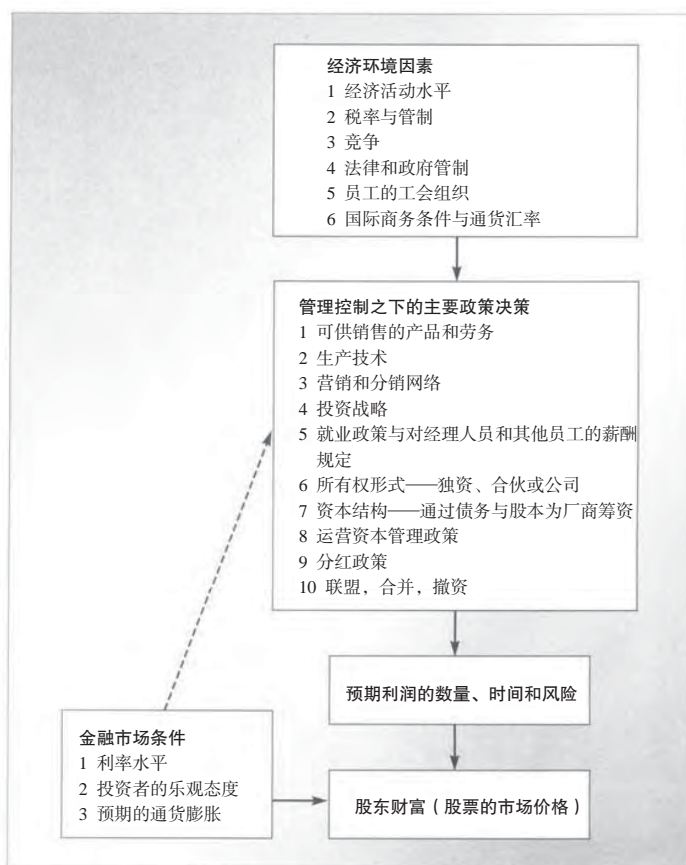 经济环境因素
1 经济活动水平
2 税率与管制
3 竞争
4 法律和政府管制
5 员工的工会组织
6 国际商务条件与通货汇率
管理控制之下的主要政策决策
1 可供销售的产品和劳务
2 生产技术
3 营销和分销网络
4 投资战略
5 就业政策与对经理人员和其他员工的薪酬
规定
6 所有权形式——独资、合伙或公司
7 资本结构——通过债务与股本为厂商筹资
8 运营资本管理政策
9 分红政策
10 联盟，合并，撤资
预期利润的数量、时间和风险
金融市场条件
1 利率水平
2 投资者的乐观态度
3 预期的通货膨胀
股东财富（股票的市场价格）